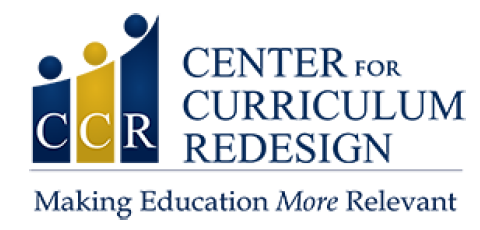 CCR
CENTER FOR
CURRICULUM
REDESIGN
Making Education More Relevant